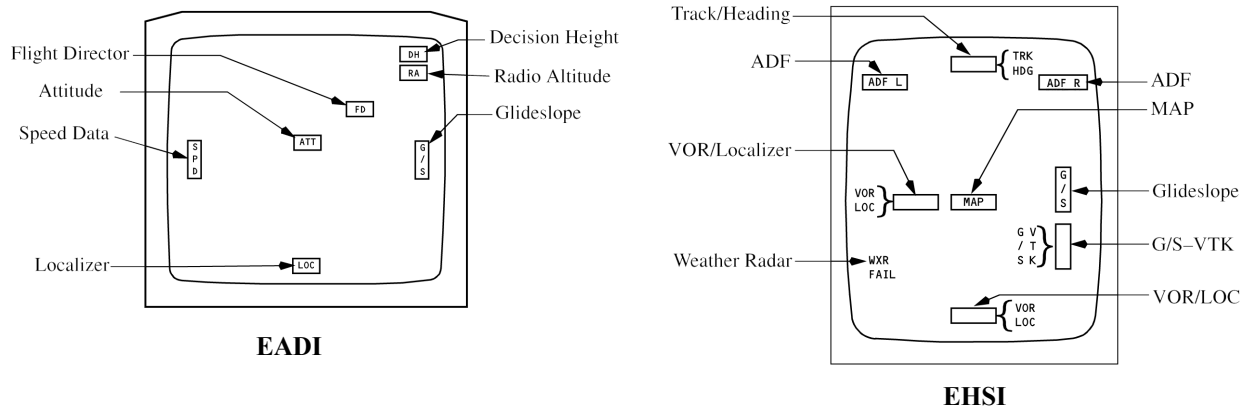 Flight Director
Attitude
Speed Data
Localizer
DH
RA
FD
ATT
S
P
D
G
/
S
LOC
Decision Height
Radio Altitude
Glideslope
EADI
Track/Heading
ADF
VOR/Localizer
Weather Radar
TRK
HDG
ADF L
ADF R
VOR
LOC
MAP
G
/
S
G V
/ T
S K
WXR
FAIL
VOR
LOC
ADF
MAP
Glideslope
G/S–VTK
VOR/LOC
EHSI